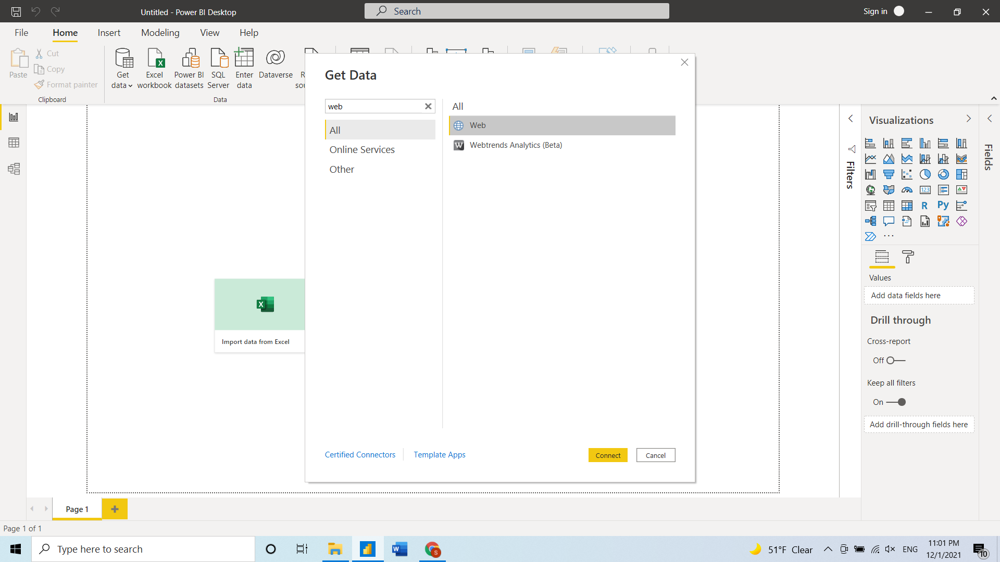 Untitled - Power BI Desktop
Search
Sign in
File
Home
Insert
Modeling
View
Help
Paste
Cut
Copy
Format painter
Clipboard
Get data
Excel workbook
Power BI datasets
SQL Server
Enter data
Dataverse
R
sou
Data
Get Data
web
All
Online Services
Other
All
Web
W
Webtrends Analytics (Beta)
Certified Connectors
Template Apps
Connect
Cancel
Import data from Excel
Filters
Visualizations
123
R
Py
...
Values
Add data fields here
Drill through
Cross-report
Off
Keep all filters
On
Add drill-through fields here
Fields
Page 1
Page 1 of 1
Type here to search
51°F Clear
ENG
11:01 PM
12/1/2021
10